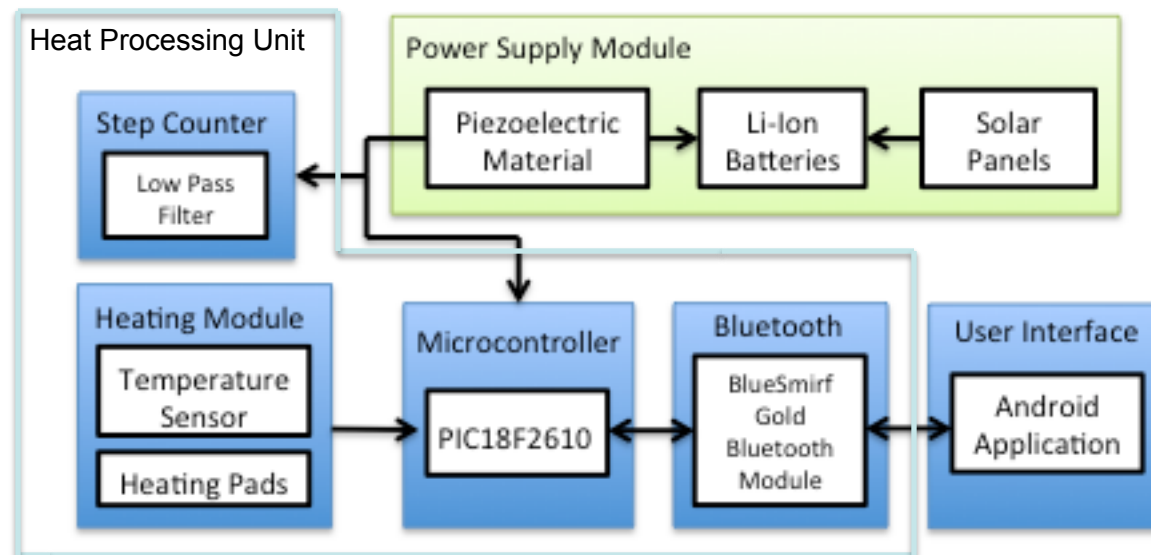 Heat Processing Unit
Power Supply Module
Step Counter
Low Pass
Filter
Piezoelectric
Material
Li-Ion
Batteries
Solar
Panels
Heating Module
Temperature
Sensor
Heating Pads
Microcontroller
PIC18F2610
Bluetooth
BlueSmirf
Gold
Bluetooth
Module
User Interface
Android
Application